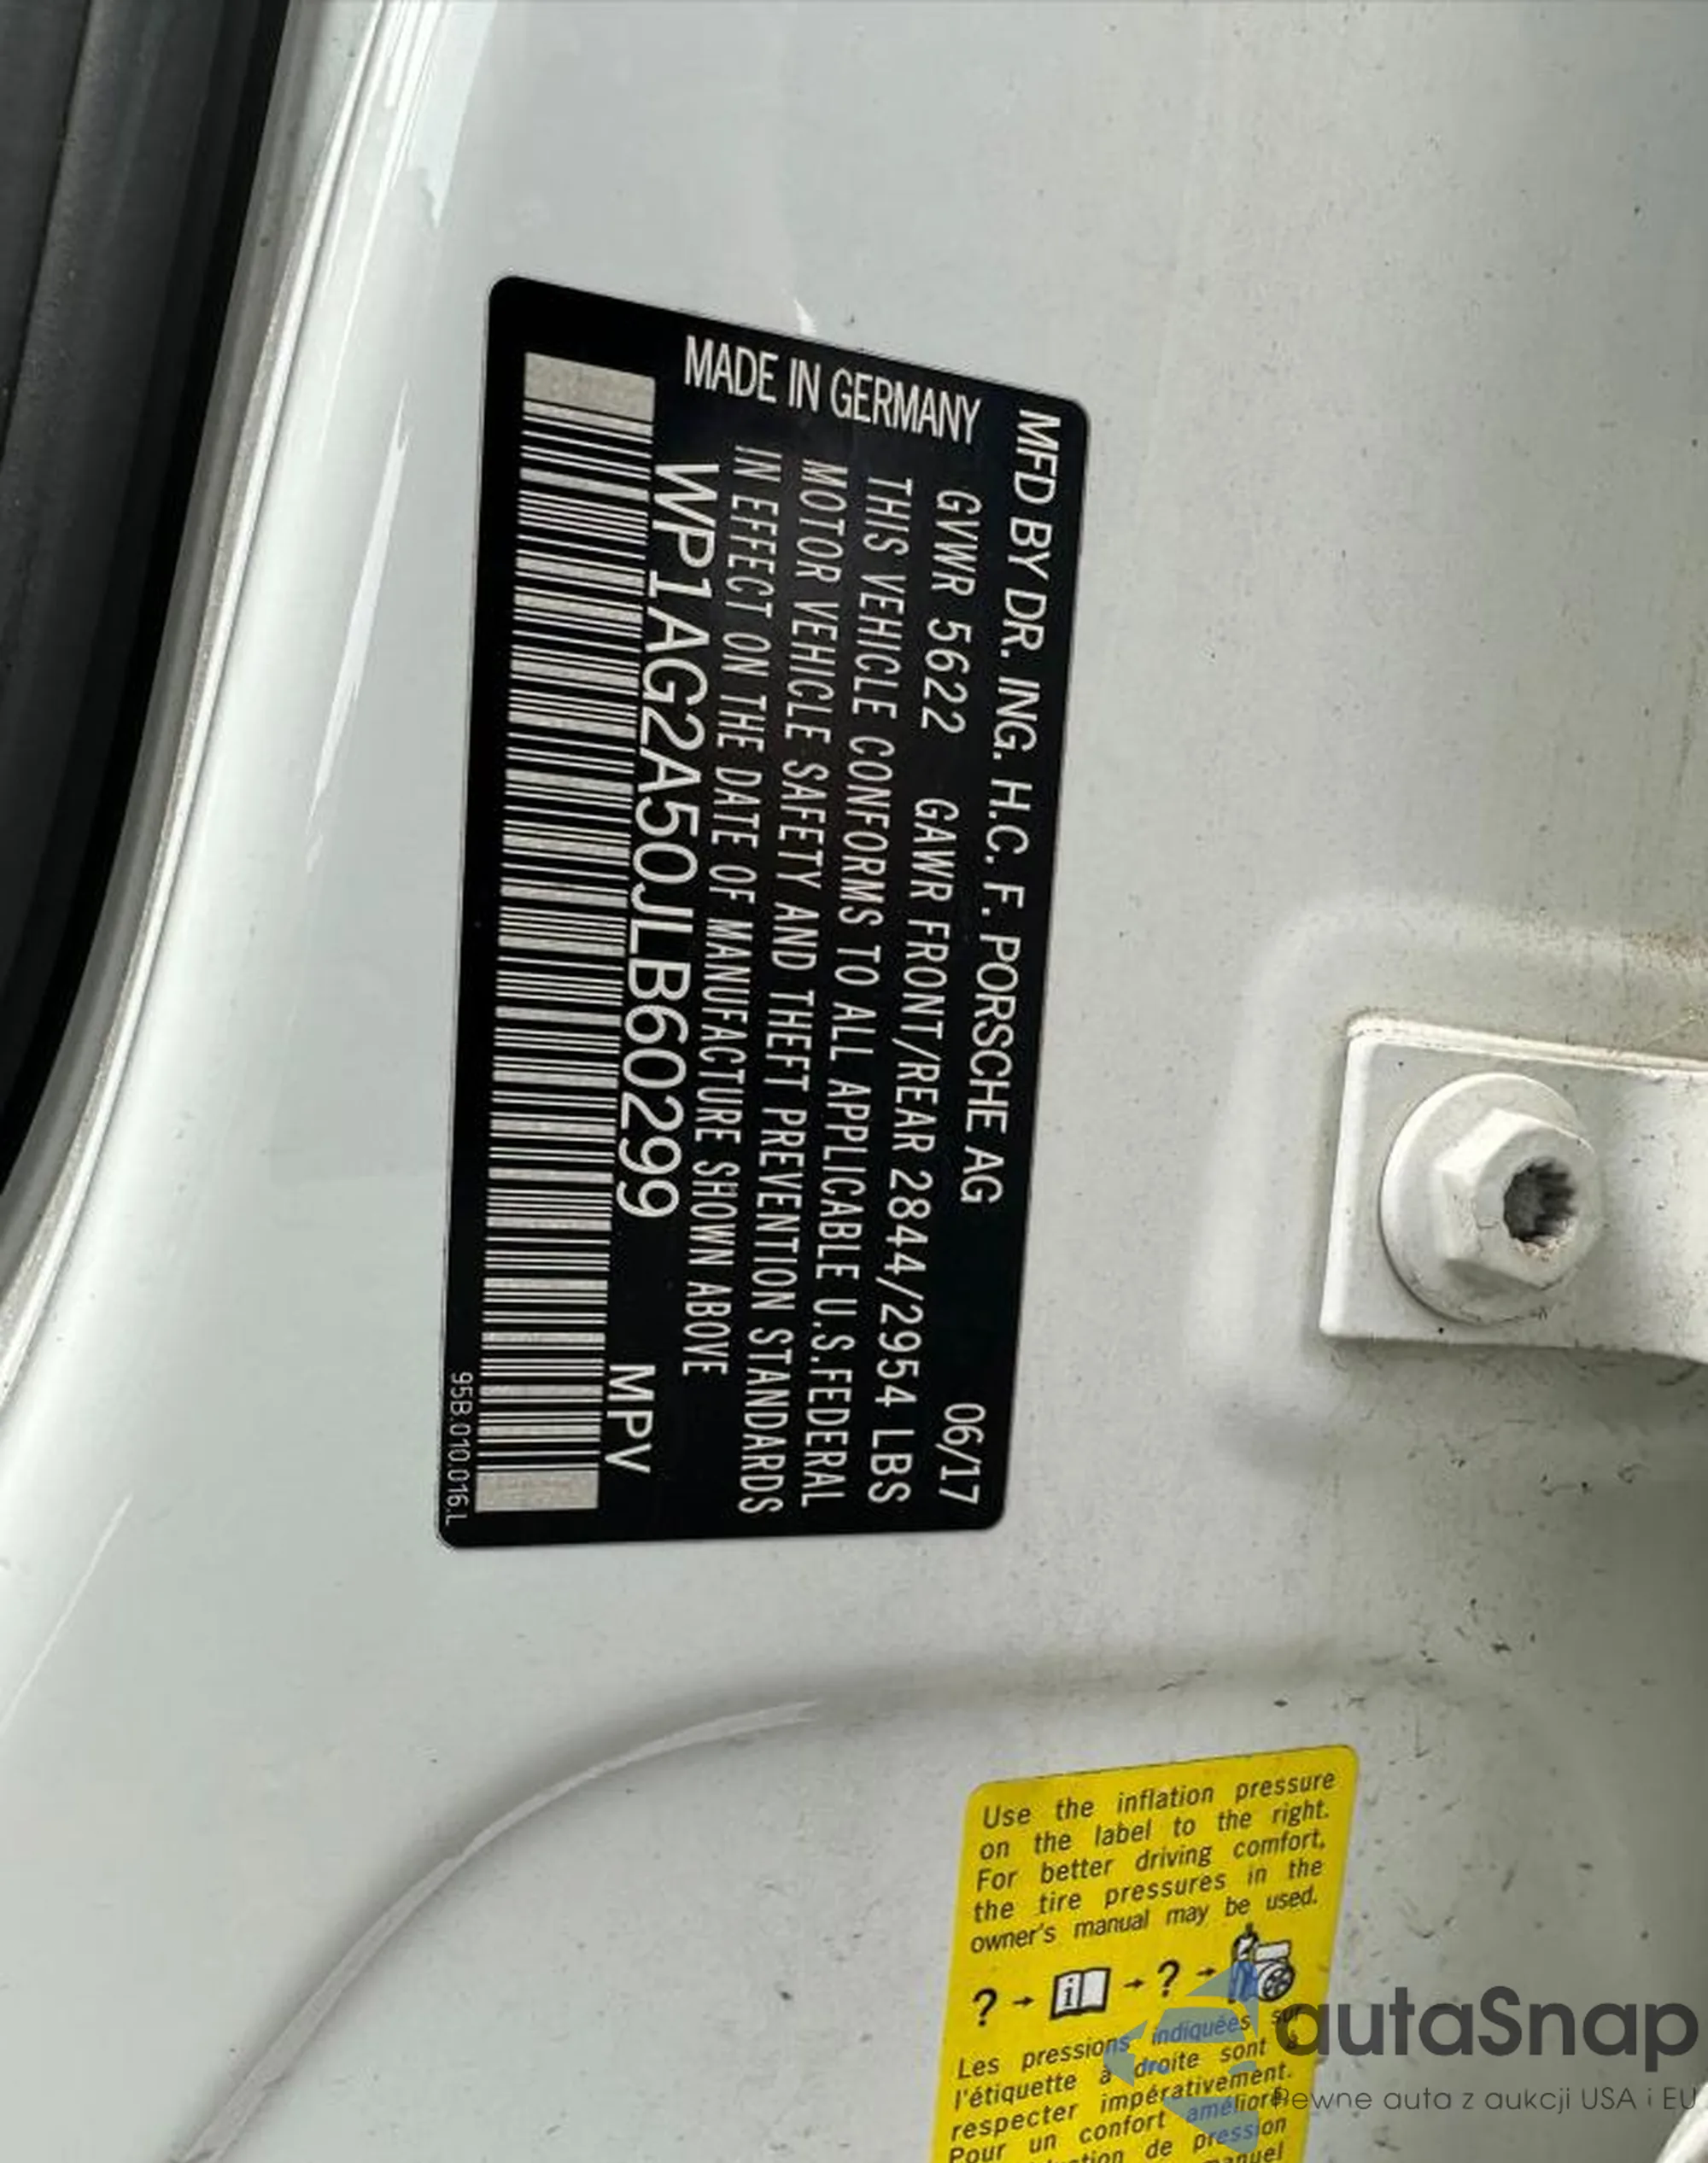 MFD BY DR. ING. H.C. F. PORSCHE AG 06/17
MADE IN GERMANY
GVWR 5622 GAWR FRONT/REAR 2844/2954 LBS
THIS VEHICLE CONFORMS TO ALL APPLICABLE U.S.FEDERAL
MOTOR VEHICLE SAFETY AND THEFT PREVENTION STANDARDS
IN EFFECT ON THE DATE OF MANUFACTURE SHOWN ABOVE
WP1AG2A50JLB60299 MPV
95B.010.016.L
Use the inflation pressure
on the label to the right.
For better driving comfort,
the tire pressures in the
owner's manual may be used.
? → i → ? →
Les pressions indiquées sur
l'étiquette à droite sont à
respecter impérativement.
Pour un confort amélioré
de pression
autaSnap
Pewne auta z aukcji USA i EU